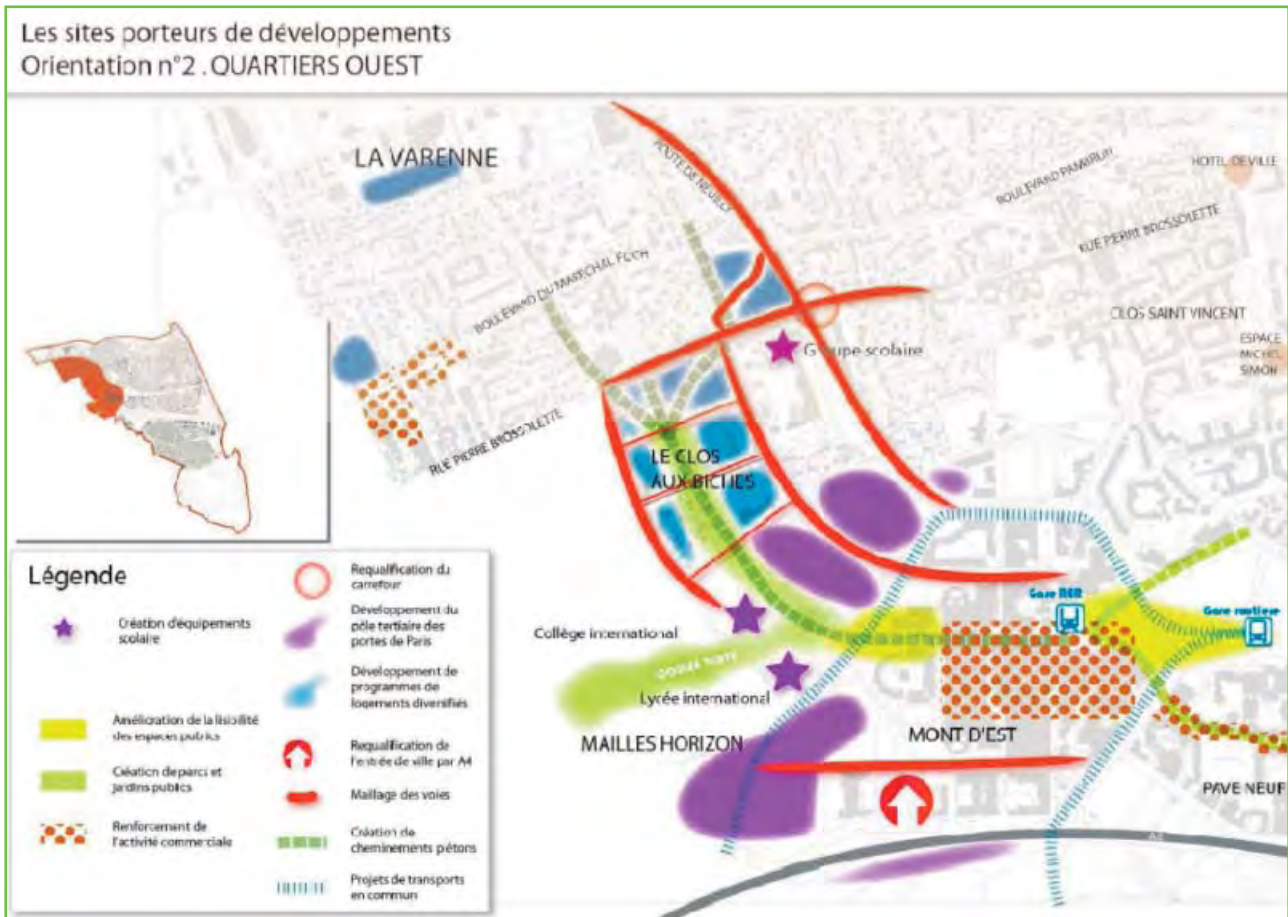 Les sites porteurs de développements
Orientation n°2 . QUARTIERS OUEST
LA VARENNE
ROUTE DE NEUILLY
BOULEVARD PAMBRUN
HOTEL DE VILLE
RUE PIERRE BROSSOLETTE
BOULEVARD DU MARECHAL FOCH
CLOS SAINT VINCENT
ESPACE
MICHEL
SIMON
Groupe scolaire
RUE PIERRE BROSSOLETTE
LE CLOS
AUX BICHES
Gare RER
Gare routière
Collège international
Lycée international
MAILLES HORIZON
MONT D'EST
PAVE NEUF
A4
Légende
Création d'équipements
scolaire
Amélioration de la lisibilité
des espaces publics
Création de parcs et
jardins publics
Renforcement de
l'activité commerciale
Requalification du
carrefour
Développement du
pôle tertiaire des
portes de Paris
Développement de
programmes de
logements diversifiés
Requalification de
l'entrée de ville par A4
Maillage des voies
Création de
cheminements piétons
Projets de transports
en commun